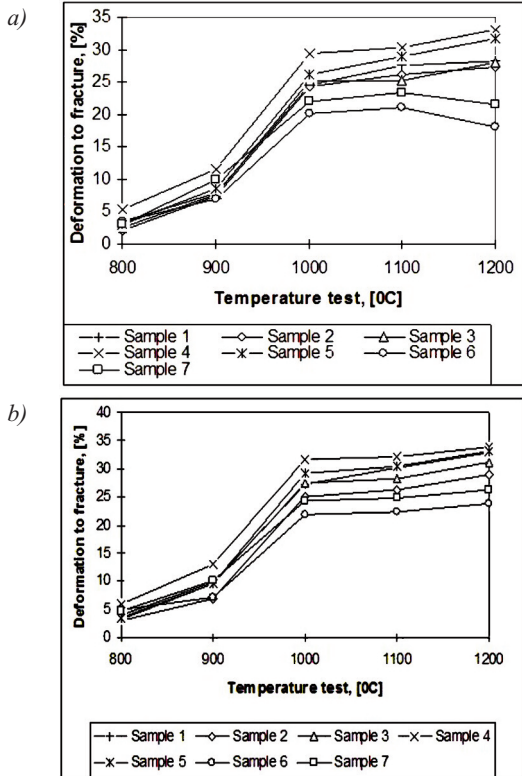 a)
35
30
25
20
15
10
5
0
Deformation to fracture, [%]
800 900 1000 1100 1200
Temperature test, [0C]
Sample 1 Sample 2 Sample 3
Sample 4 Sample 5 Sample 6
Sample 7
b)
40
35
30
25
20
15
10
5
0
Deformation to fracture, [%]
800 900 1000 1100 1200
Temperature test, [0C]
Sample 1 Sample 2 Sample 3 Sample 4
Sample 5 Sample 6 Sample 7